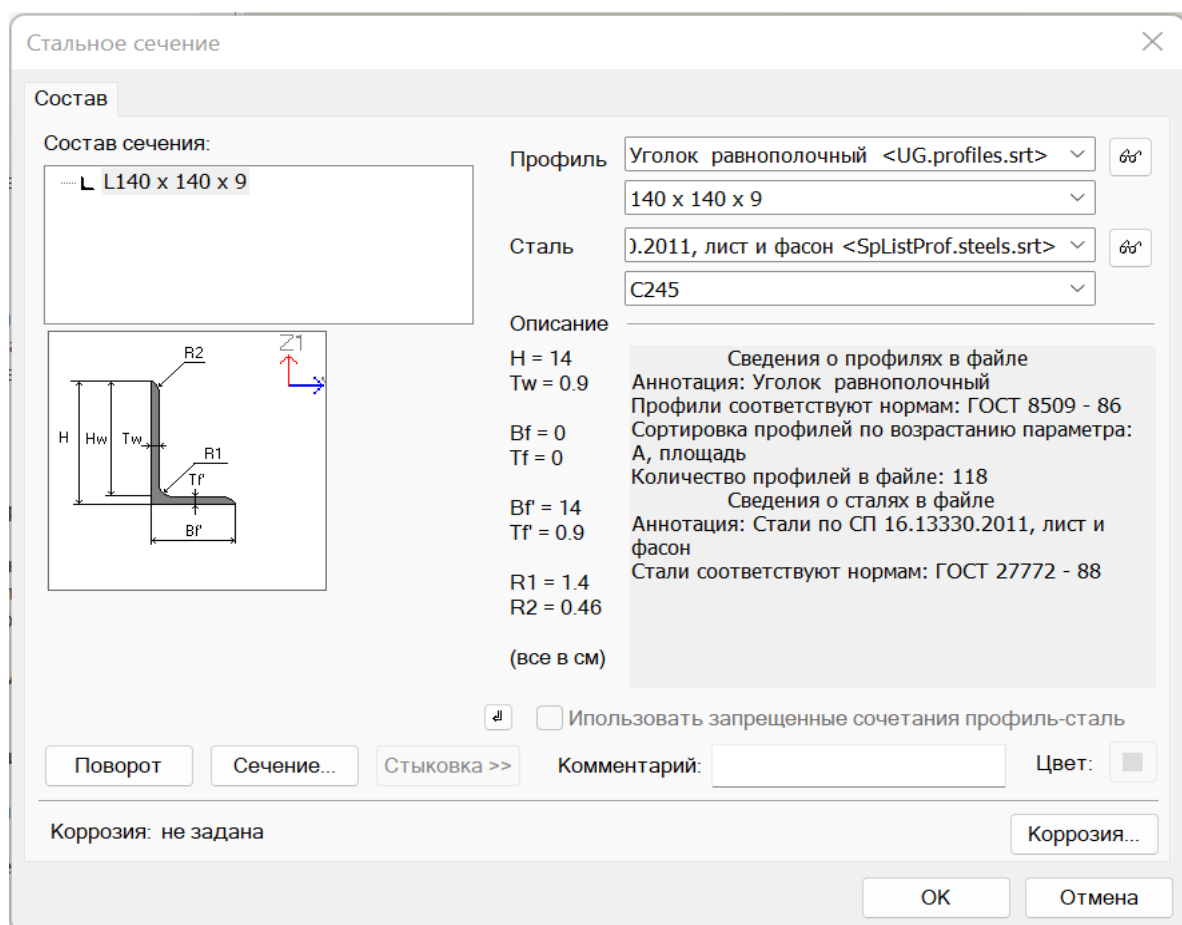 Стальное сечение
Состав
Состав сечения:
L140 x 140 x 9
Профиль
Уголок равнополочный <UG.profiles.srt>
140 x 140 x 9
Сталь
0.2011, лист и фасон <SpListProf.steels.srt>
C245
Описание
H = 14
Tw = 0.9
Bf = 0
Tf = 0
Bf' = 14
Tf' = 0.9
R1 = 1.4
R2 = 0.46
(все в см)
Сведения о профилях в файле
Аннотация: Уголок равнополочный
Профили соответствуют нормам: ГОСТ 8509 - 86
Сортировка профилей по возрастанию параметра:
А, площадь
Количество профилей в файле: 118
Сведения о сталях в файле
Аннотация: Стали по СП 16.13330.2011, лист и
фасон
Стали соответствуют нормам: ГОСТ 27772 - 88
Z1
R2
H
Hw
Tw
R1
Tf'
Bf'
Ипользовать запрещенные сочетания профиль-сталь
Поворот
Сечение...
Стыковка >>
Комментарий:
Цвет:
Коррозия: не задана
Коррозия...
OK
Отмена